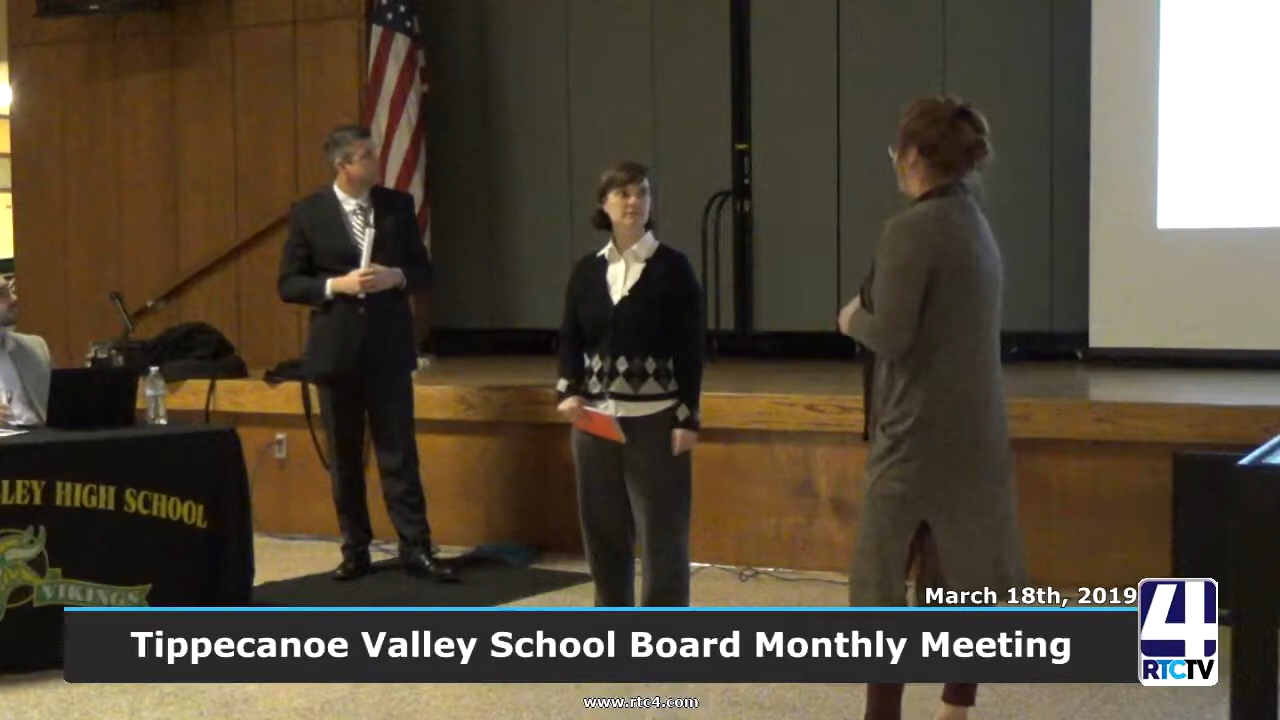 LEY HIGH SCHOOL
VIKINGS
March 18th, 2019
Tippecanoe Valley School Board Monthly Meeting
4
RTCTV
www.rtc4.com